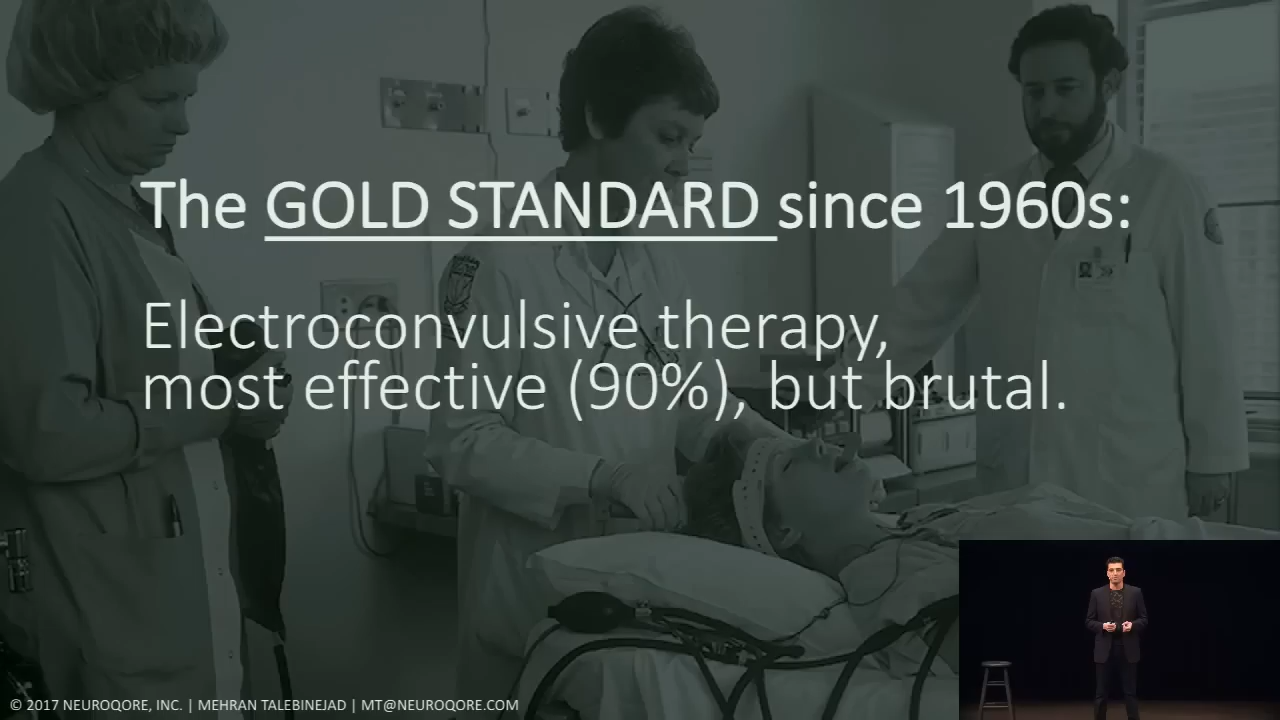 The GOLD STANDARD since 1960s:
Electroconvulsive therapy,
most effective (90%), but brutal.
© 2017 NEUROQORE, INC. | MEHRAN TALEBINEJAD | MT@NEUROQORE.COM